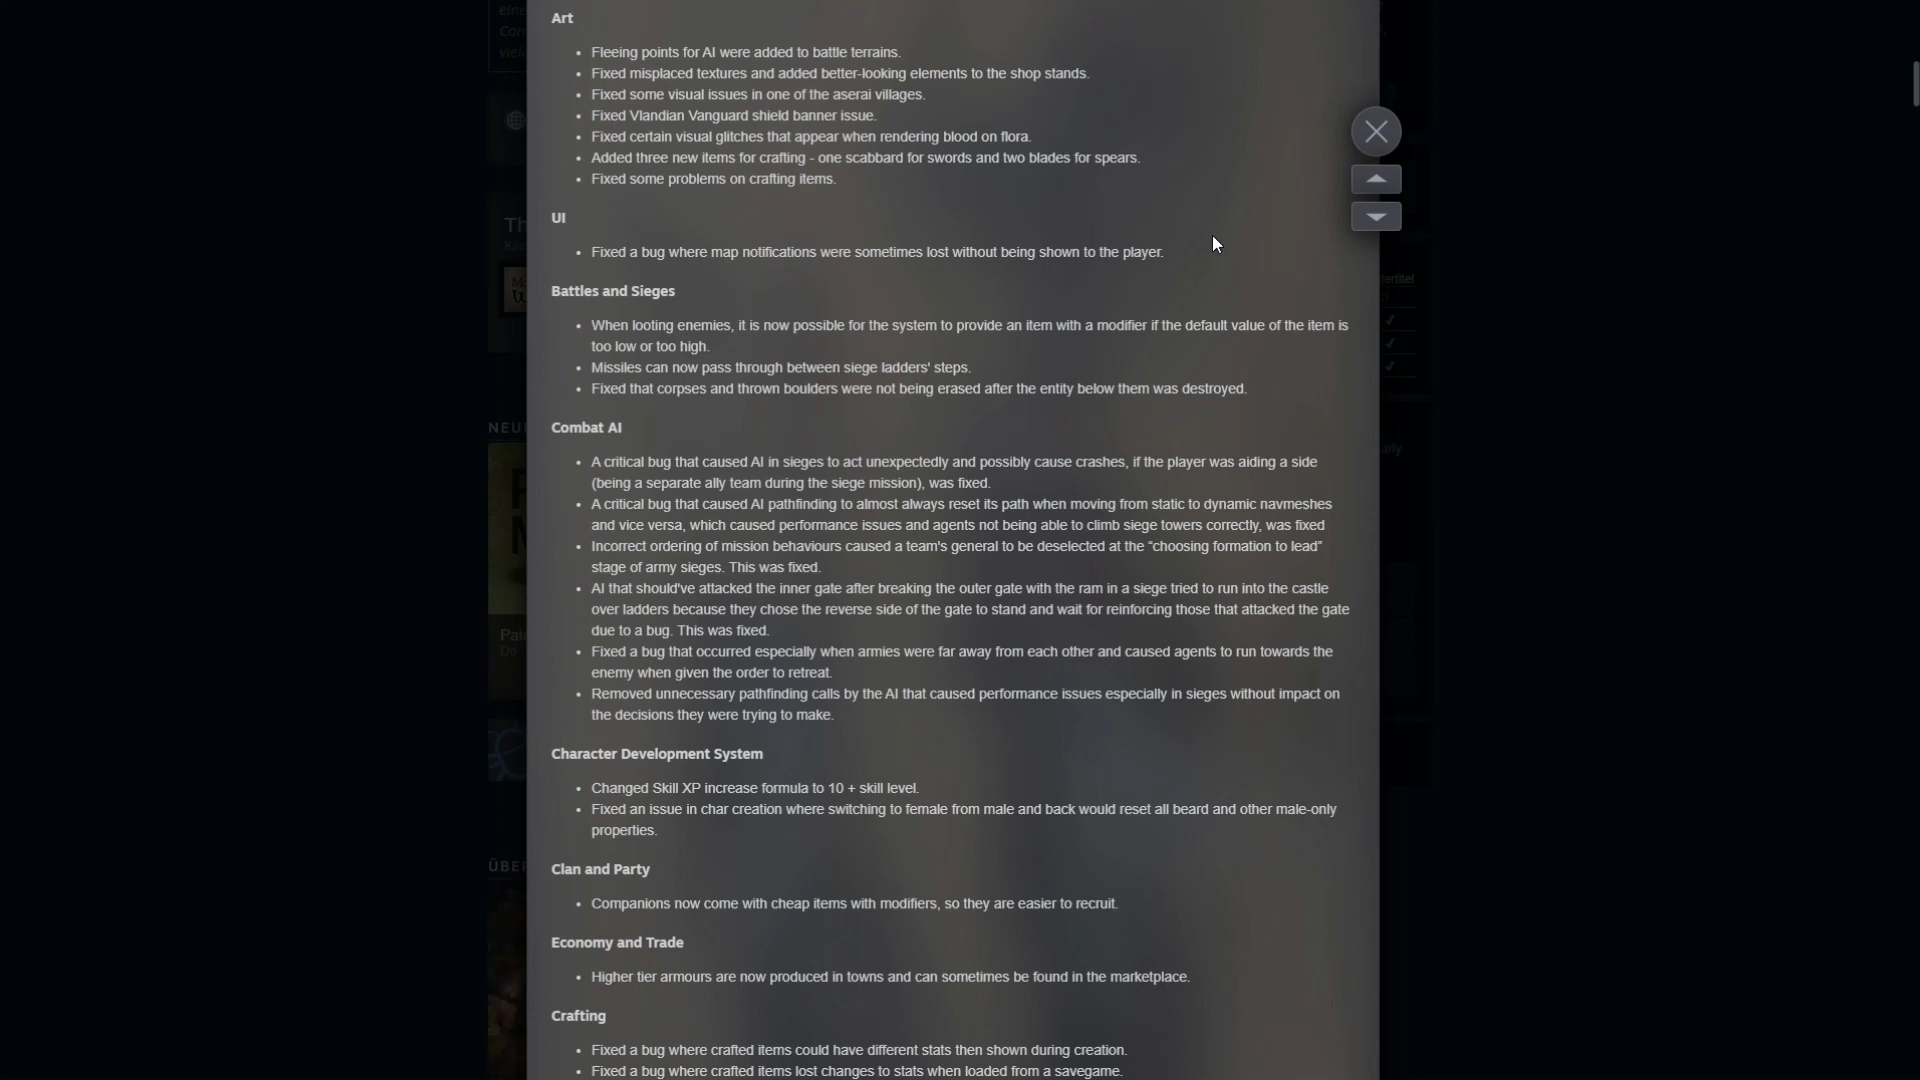 Art
Fleeing points for AI were added to battle terrains.
Fixed misplaced textures and added better-looking elements to the shop stands.
Fixed some visual issues in one of the aserai villages.
Fixed Vlandian Vanguard shield banner issue.
Fixed certain visual glitches that appear when rendering blood on flora.
Added three new items for crafting - one scabbard for swords and two blades for spears.
Fixed some problems on crafting items.
UI
Fixed a bug where map notifications were sometimes lost without being shown to the player.
Battles and Sieges
When looting enemies, it is now possible for the system to provide an item with a modifier if the default value of the item is
too low or too high.
Missiles can now pass through between siege ladders' steps.
Fixed that corpses and thrown boulders were not being erased after the entity below them was destroyed.
Combat AI
A critical bug that caused AI in sieges to act unexpectedly and possibly cause crashes, if the player was aiding a side
(being a separate ally team during the siege mission), was fixed.
A critical bug that caused AI pathfinding to almost always reset its path when moving from static to dynamic navmeshes
and vice versa, which caused performance issues and agents not being able to climb siege towers correctly, was fixed
Incorrect ordering of mission behaviours caused a team's general to be deselected at the “choosing formation to lead”
stage of army sieges. This was fixed.
AI that should've attacked the inner gate after breaking the outer gate with the ram in a siege tried to run into the castle
over ladders because they chose the reverse side of the gate to stand and wait for reinforcing those that attacked the gate
due to a bug. This was fixed.
Fixed a bug that occurred especially when armies were far away from each other and caused agents to run towards the
enemy when given the order to retreat.
Removed unnecessary pathfinding calls by the AI that caused performance issues especially in sieges without impact on
the decisions they were trying to make.
Character Development System
Changed Skill XP increase formula to 10 + skill level.
Fixed an issue in char creation where switching to female from male and back would reset all beard and other male-only
properties.
Clan and Party
Companions now come with cheap items with modifiers, so they are easier to recruit.
Economy and Trade
Higher tier armours are now produced in towns and can sometimes be found in the marketplace.
Crafting
Fixed a bug where crafted items could have different stats then shown during creation.
Fixed a bug where crafted items lost changes to stats when loaded from a savegame.